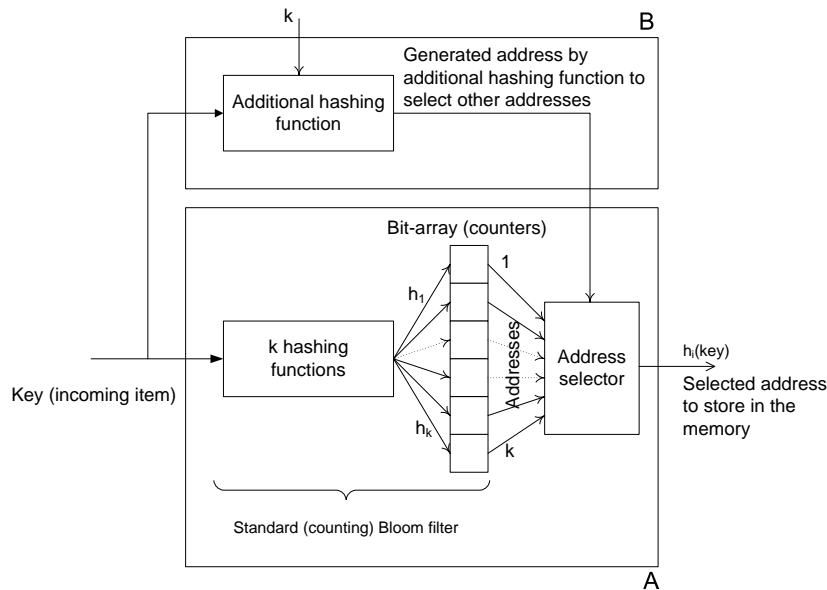 k
B
Generated address by
additional hashing function to
select other addresses
Additional hashing
function
Bit-array (counters)
1
h1
Addresses
k hashing
functions
Address
selector
hi(key)
Key (incoming item)
Selected address
to store in the
memory
hk
k
Standard (counting) Bloom filter
A